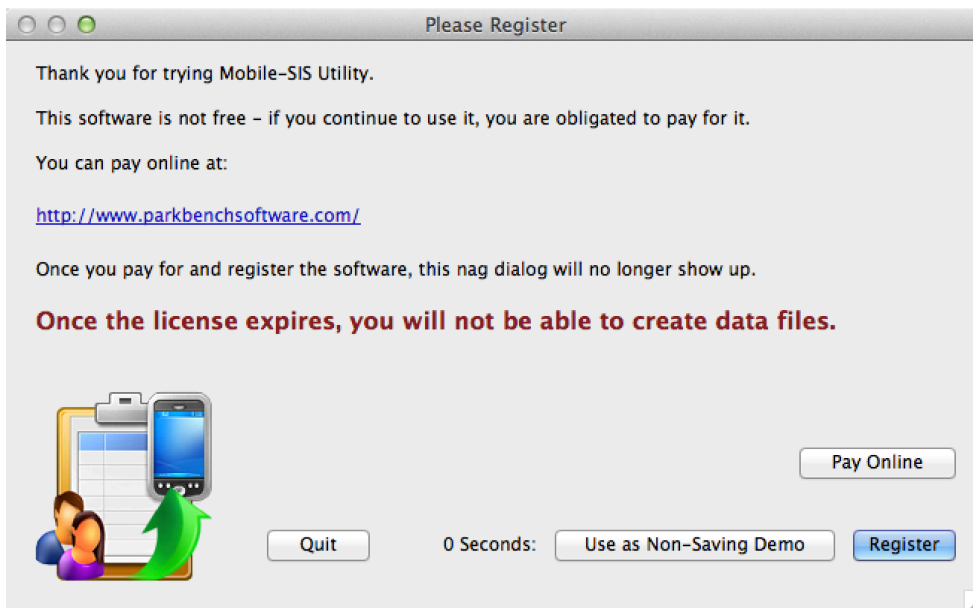 Please Register
Thank you for trying Mobile-SIS Utility.
This software is not free – if you continue to use it, you are obligated to pay for it.
You can pay online at:
http://www.parkbenchsoftware.com/
Once you pay for and register the software, this nag dialog will no longer show up.
Once the license expires, you will not be able to create data files.
Pay Online
Quit 0 Seconds: Use as Non-Saving Demo Register